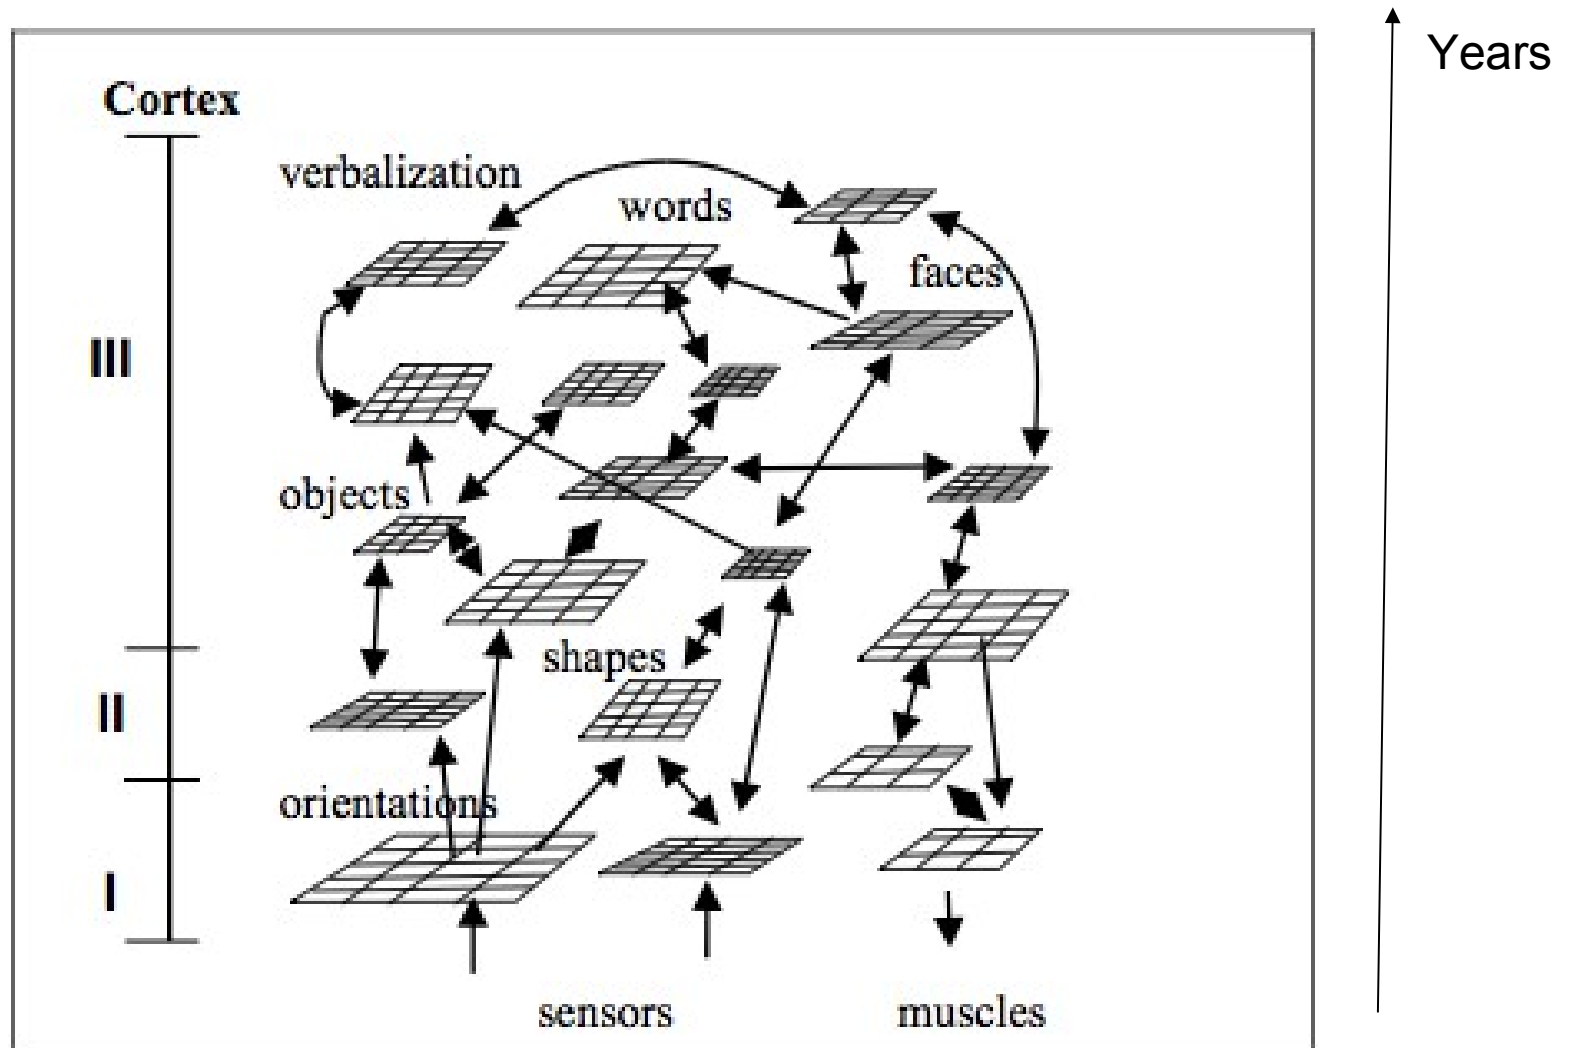 Years
Cortex
verbalization
words
faces
III
objects
shapes
II
orientations
I
sensors
muscles